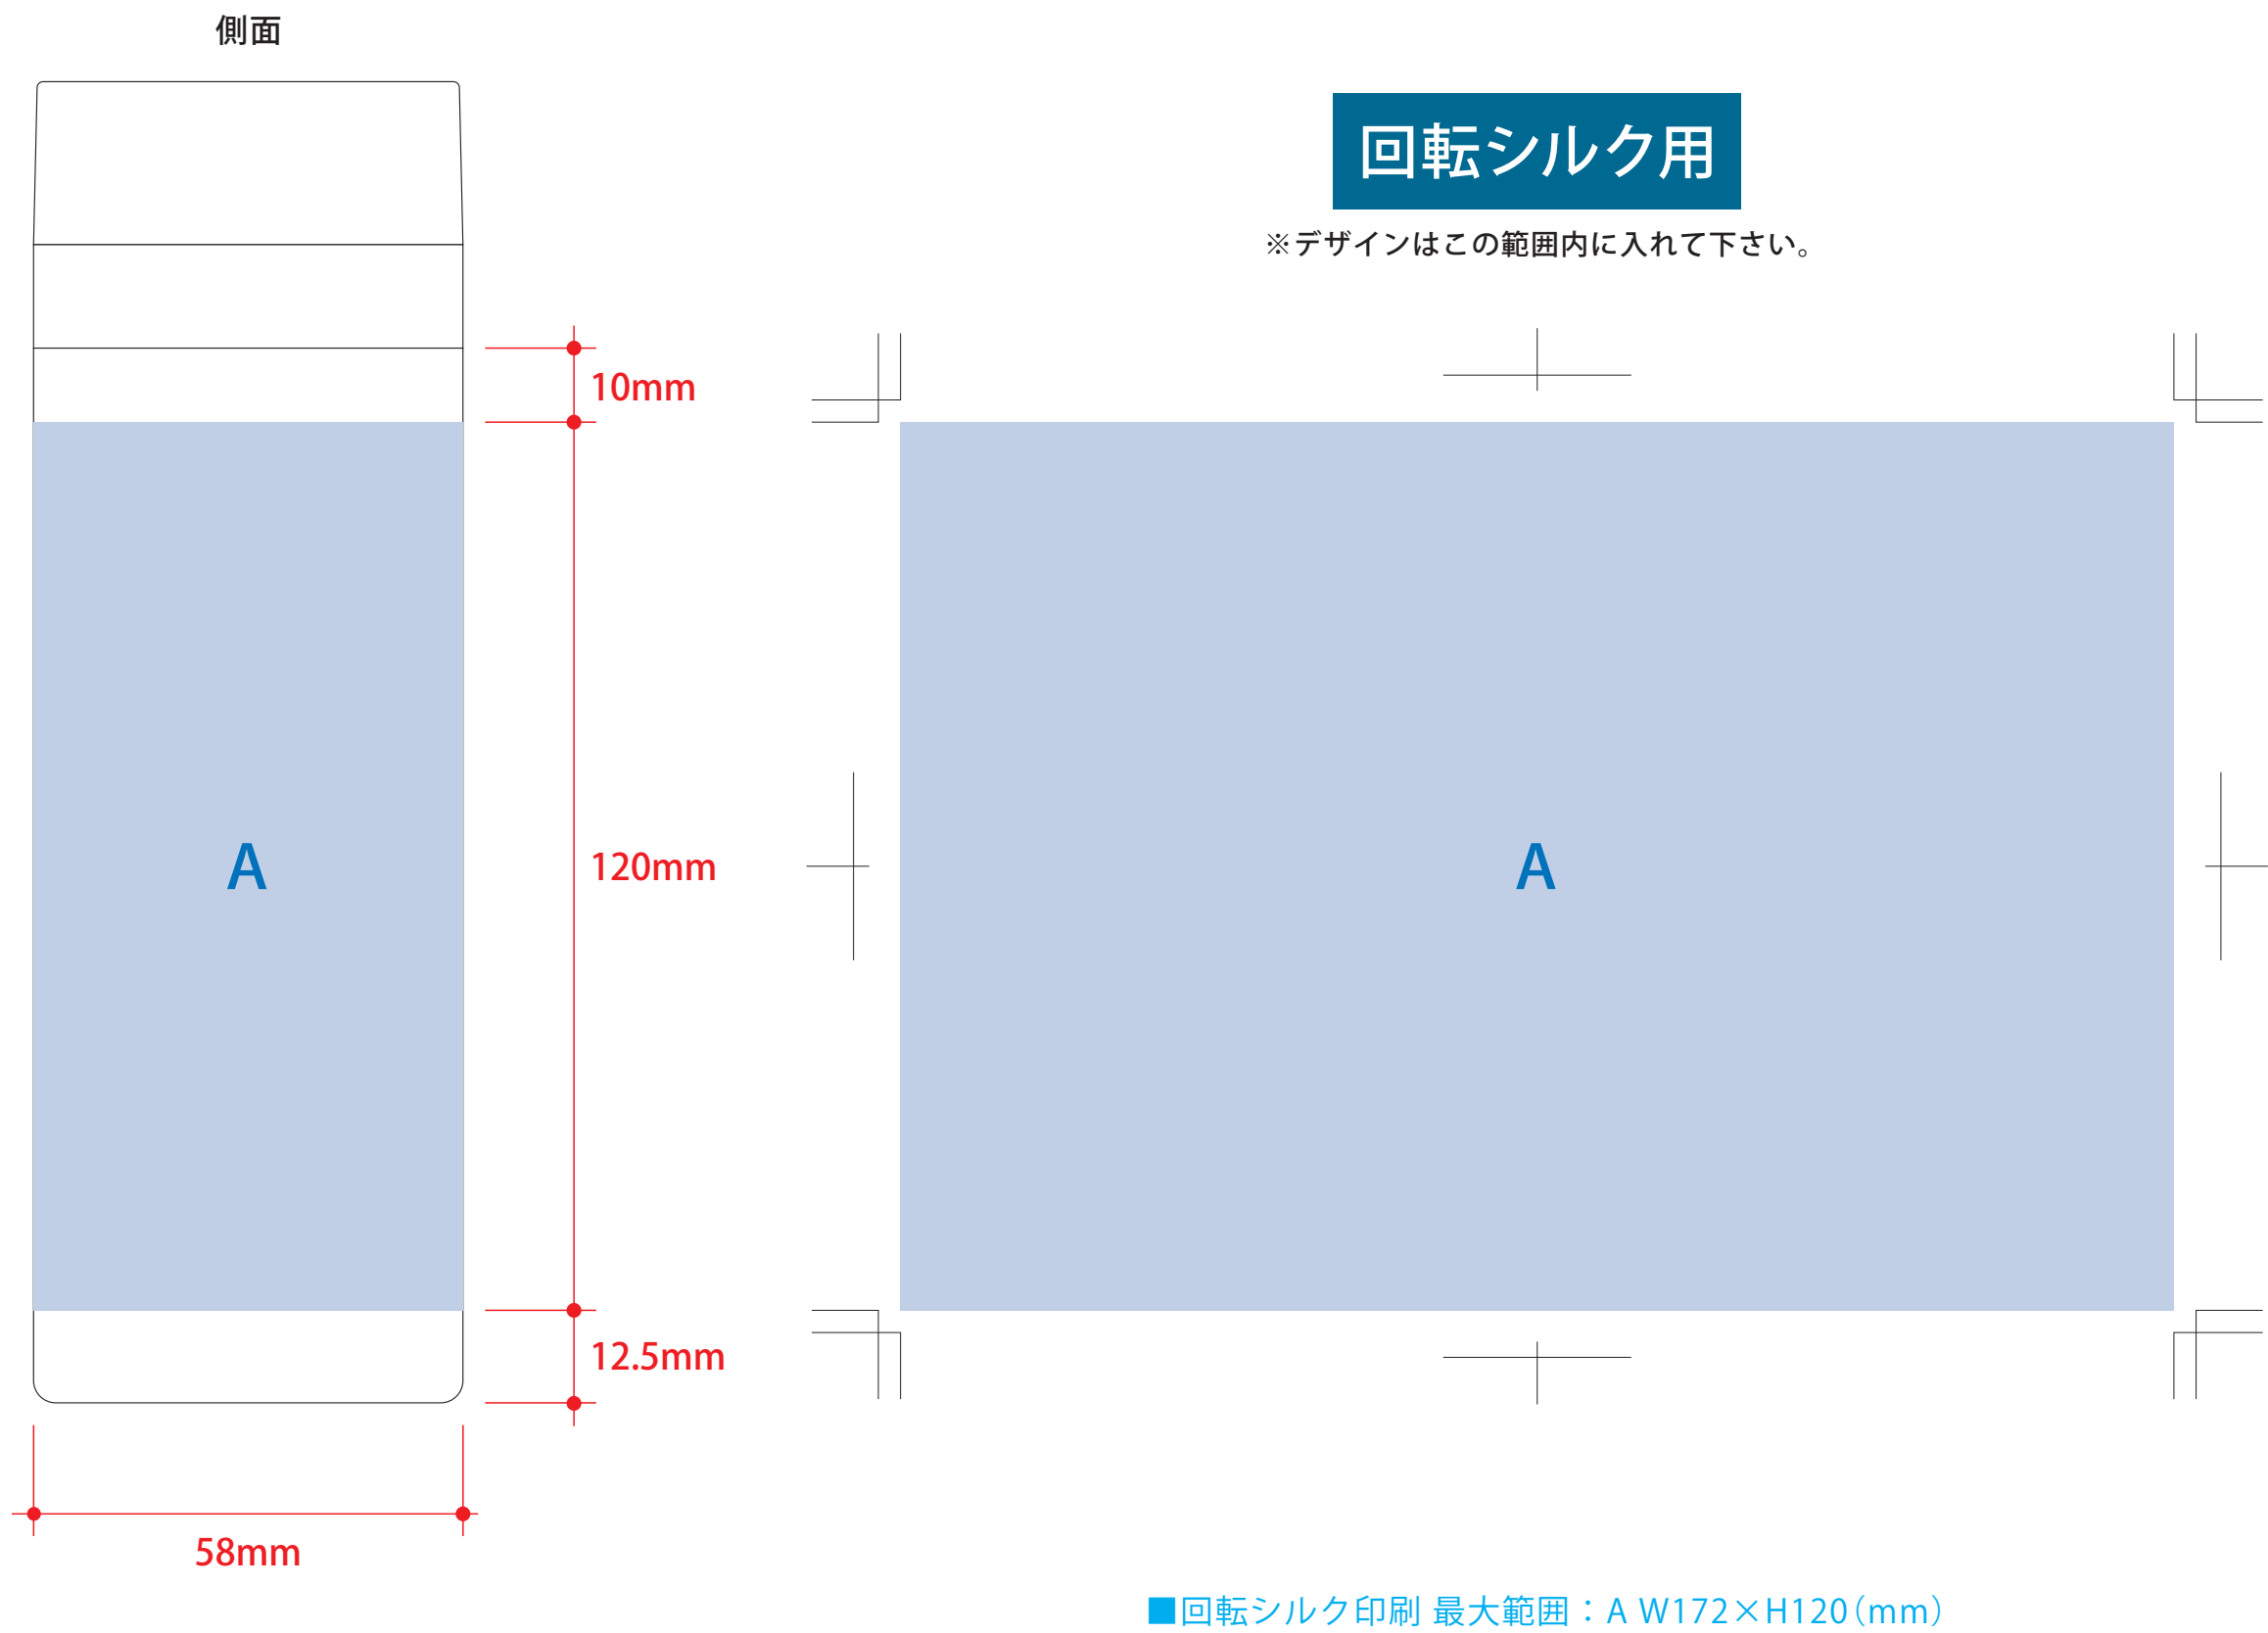 側面
回転シルク用
※デザインはこの範囲内に入れて下さい。
10mm
A
120mm
A
12.5mm
58mm
■回転シルク印刷 最大範囲：A W172×H120（mm）